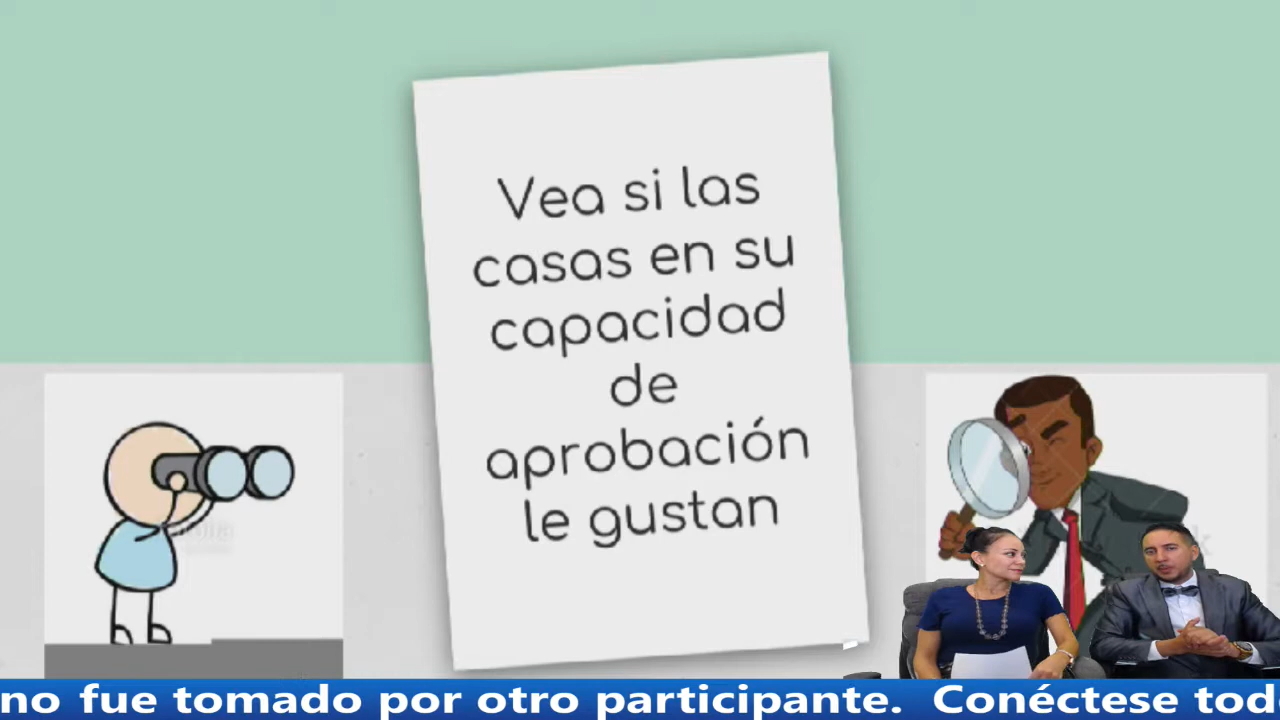 Vea si las
casas en su
capacidad
de
aprobación
le gustan
no fue tomado por otro participante. Conéctese tod